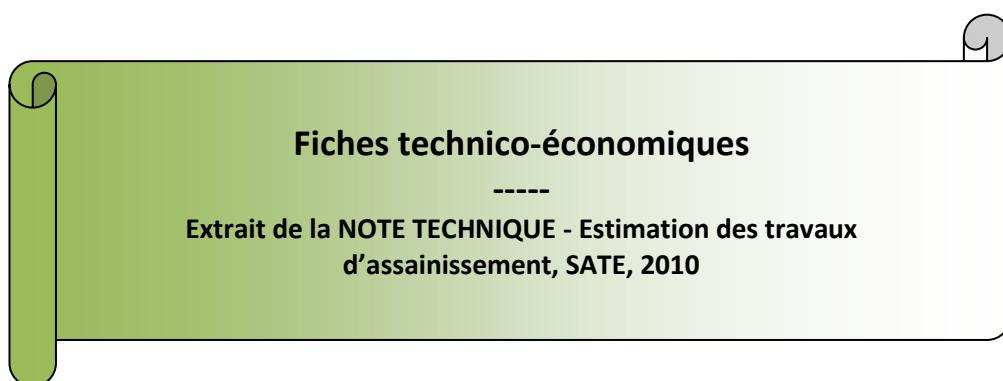 Fiches technico-économiques
-----
Extrait de la NOTE TECHNIQUE - Estimation des travaux
d'assainissement, SATE, 2010